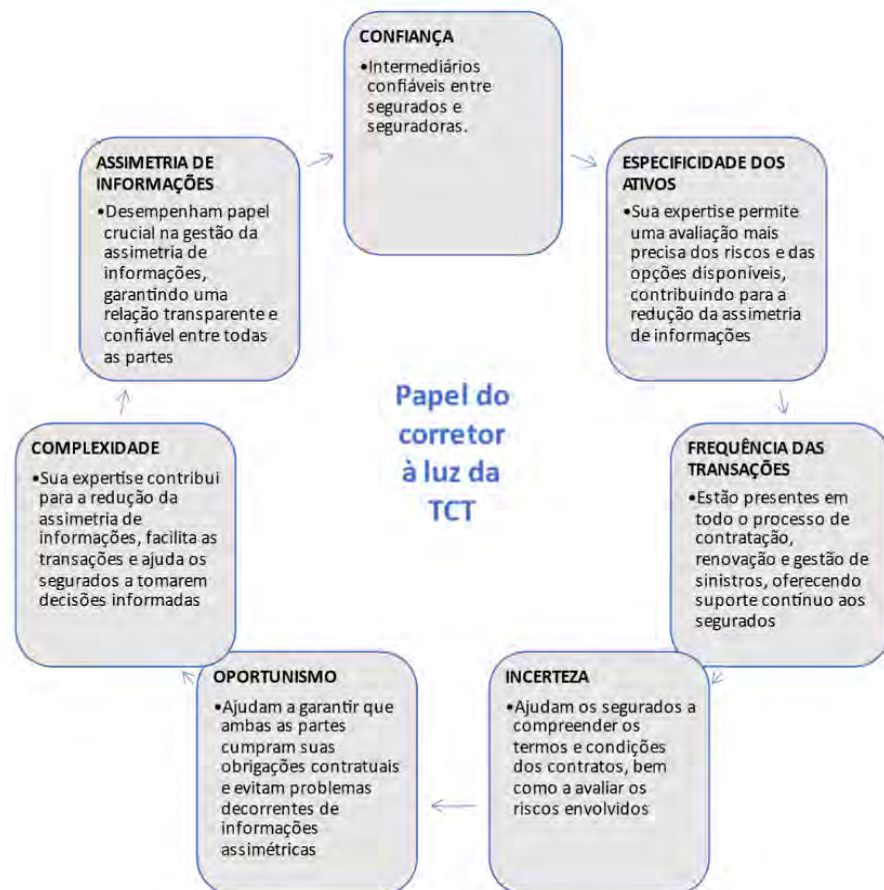 CONFIANÇA
•Intermediários
confiáveis entre
segurados e
seguradoras.
ESPECIFICIDADE DOS
ATIVOS
•Sua expertise permite
uma avaliação mais
precisa dos riscos e das
opções disponíveis,
contribuindo para a
redução da assimetria
de informações
FREQUÊNCIA DAS
TRANSAÇÕES
•Estão presentes em
todo o processo de
contratação,
renovação e gestão de
sinistros, oferecendo
suporte contínuo aos
segurados
INCERTEZA
•Ajudam os segurados a
compreender os
termos e condições
dos contratos, bem
como a avaliar os
riscos envolvidos
OPORTUNISMO
•Ajudam a garantir que
ambas as partes
cumpram suas
obrigações contratuais
e evitam problemas
decorrentes de
informações
assimétricas
COMPLEXIDADE
•Sua expertise contribui
para a redução da
assimetria de
informações, facilita as
transações e ajuda os
segurados a tomarem
decisões informadas
ASSIMETRIA DE
INFORMAÇÕES
•Desempenham papel
crucial na gestão da
assimetria de
informações,
garantindo uma
relação transparente e
confiável entre todas
as partes
Papel do
corretor
à luz da
TCT